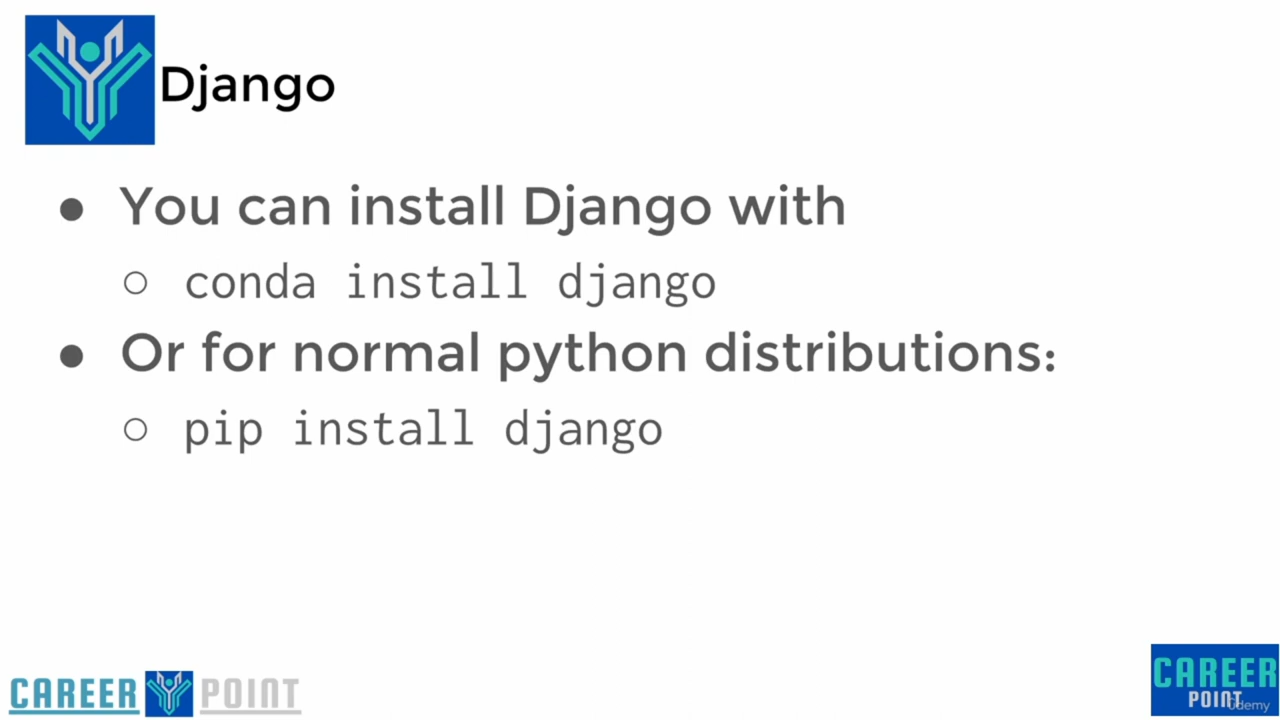 Django
● You can install Django with
○ conda install django
● Or for normal python distributions:
○ pip install django
CAREER POINT
CAREER
POINT
ûdemy